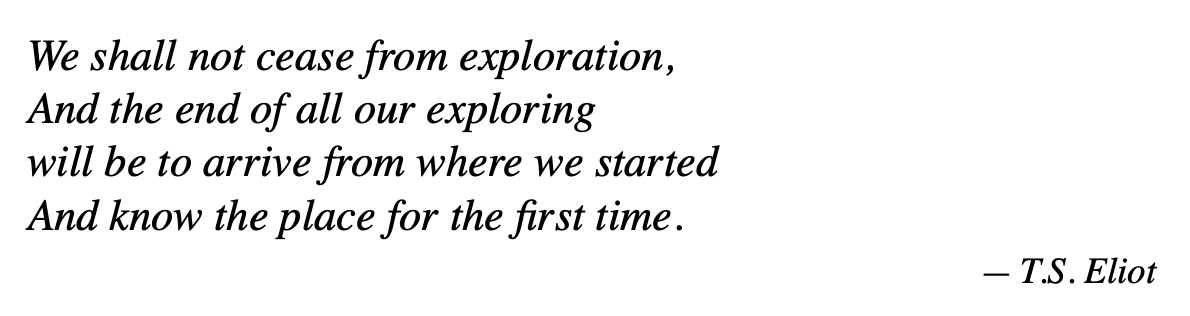 We shall not cease from exploration,
And the end of all our exploring
will be to arrive from where we started
And know the place for the first time.
— T.S. Eliot